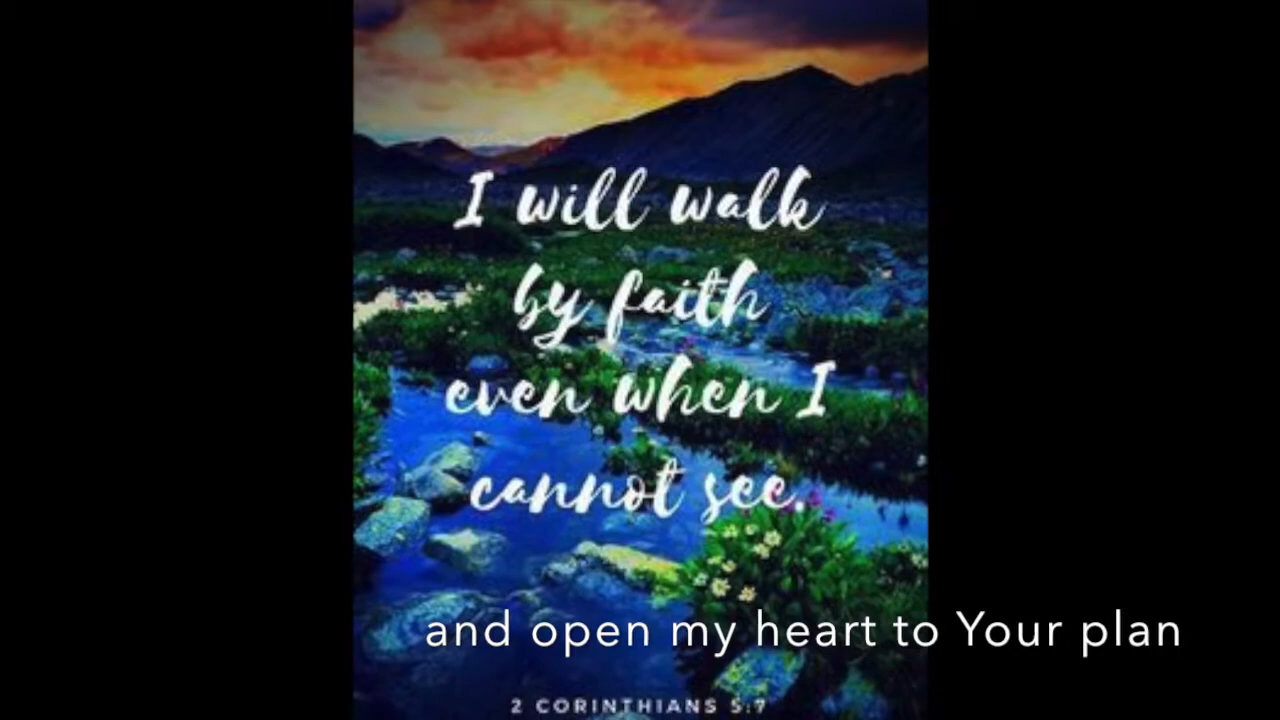 I will walk
by faith
even when I
cannot see.
and open my heart to Your plan
2 CORINTHIANS 5:7